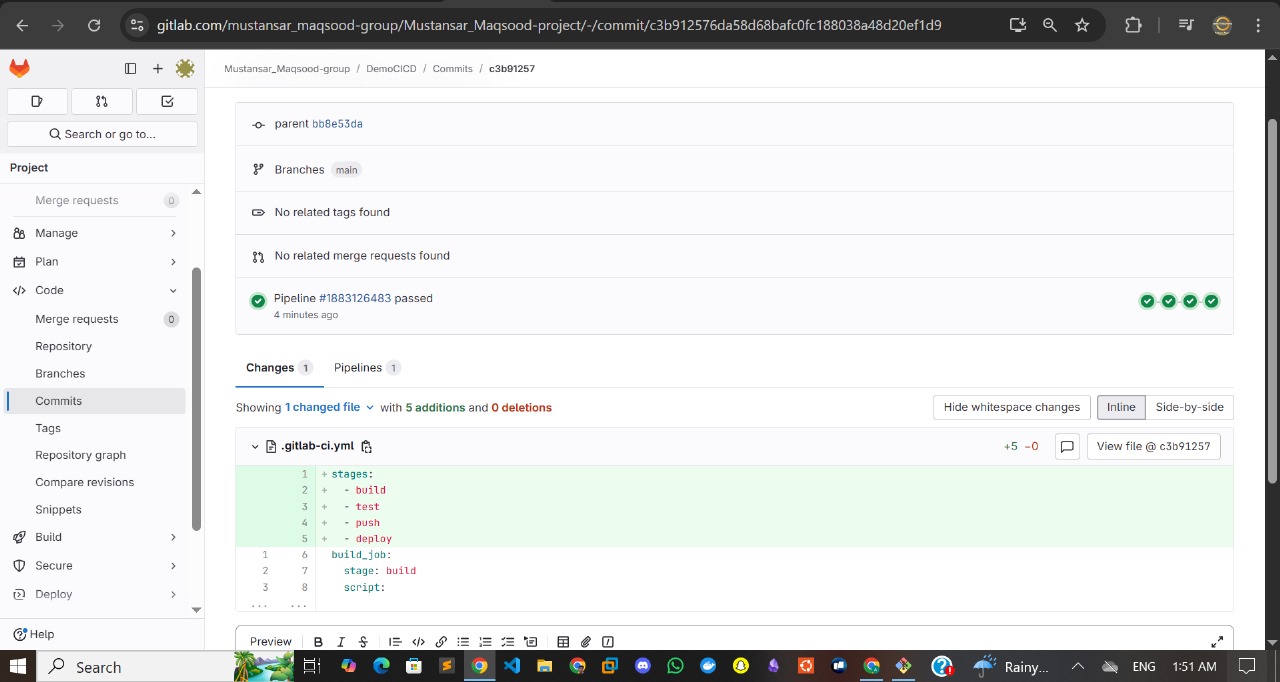 gitlab.com/mustansar_maqsood-group/Mustansar_Maqsood-project/-/commit/c3b912576da58d68bafc0fc188038a48d20ef1d9
Mustansar_Maqsood-group / DemoCICD / Commits / c3b91257
Search or go to...
Project
Merge requests 0
Manage
Plan
Code
Merge requests 0
Repository
Branches
Commits
Tags
Repository graph
Compare revisions
Snippets
Build
Secure
Deploy
Help
parent bb8e53da
Branches main
No related tags found
No related merge requests found
Pipeline #1883126483 passed
4 minutes ago
Changes 1 Pipelines 1
Showing 1 changed file with 5 additions and 0 deletions
Hide whitespace changes Inline Side-by-side
.gitlab-ci.yml +5 −0 View file @ c3b91257
1 + stages:
2 + - build
3 + - test
4 + - push
5 + - deploy
1 6 build_job:
2 7 stage: build
3 8 script:
... ...
Preview B I S
Search
Rainy... ENG 1:51 AM